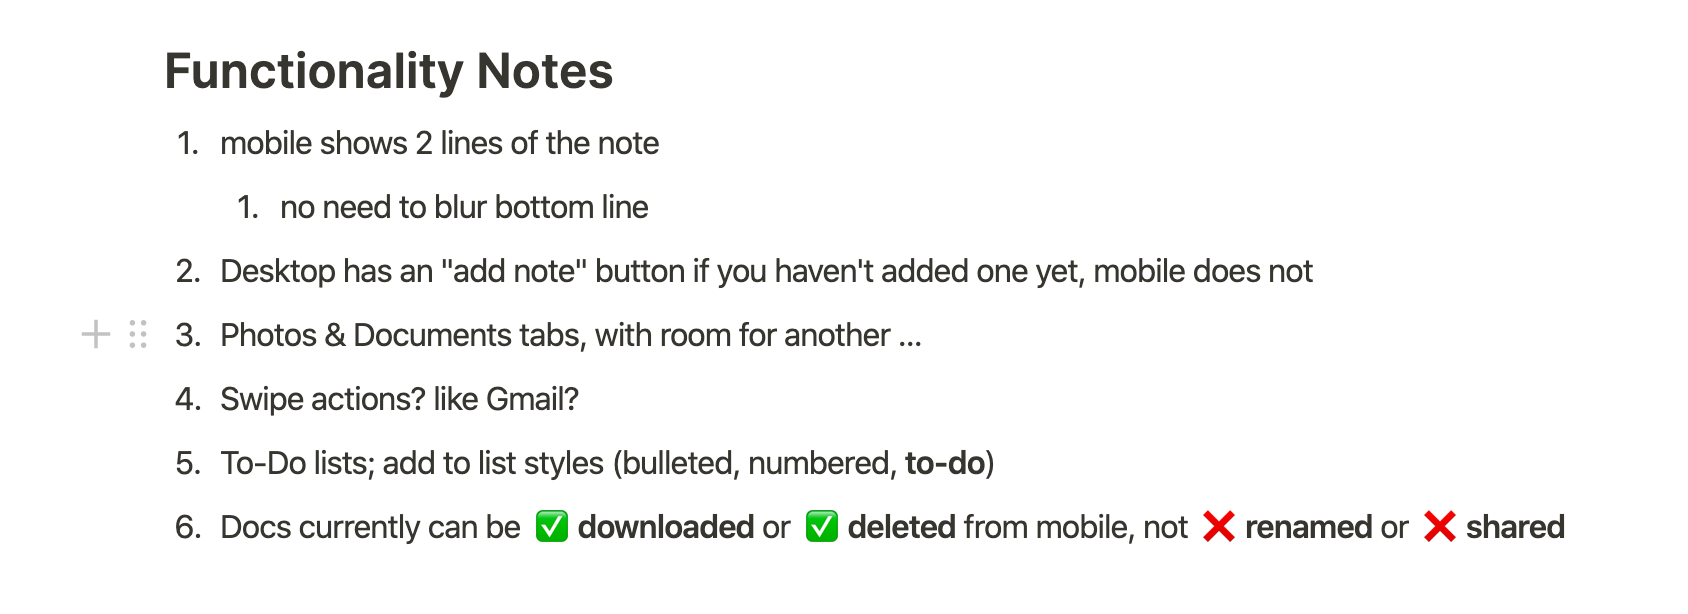 Functionality Notes
1. mobile shows 2 lines of the note
1. no need to blur bottom line
2. Desktop has an "add note" button if you haven't added one yet, mobile does not
3. Photos & Documents tabs, with room for another ...
4. Swipe actions? like Gmail?
5. To-Do lists; add to list styles (bulleted, numbered, to-do)
6. Docs currently can be ✅ downloaded or ✅ deleted from mobile, not ❌ renamed or ❌ shared